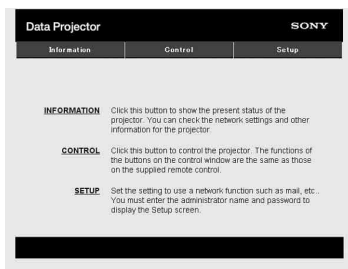 Data Projector SONY
Information Control Setup
INFORMATION Click this button to show the present status of the
projector. You can check the network settings and other
information for the projector.
CONTROL Click this button to control the projector. The functions of
the buttons on the control window are the same as those
on the supplied remote control.
SETUP Set the setting to use a network function such as mail, etc..
You must enter the administrator name and password to
display the Setup screen.